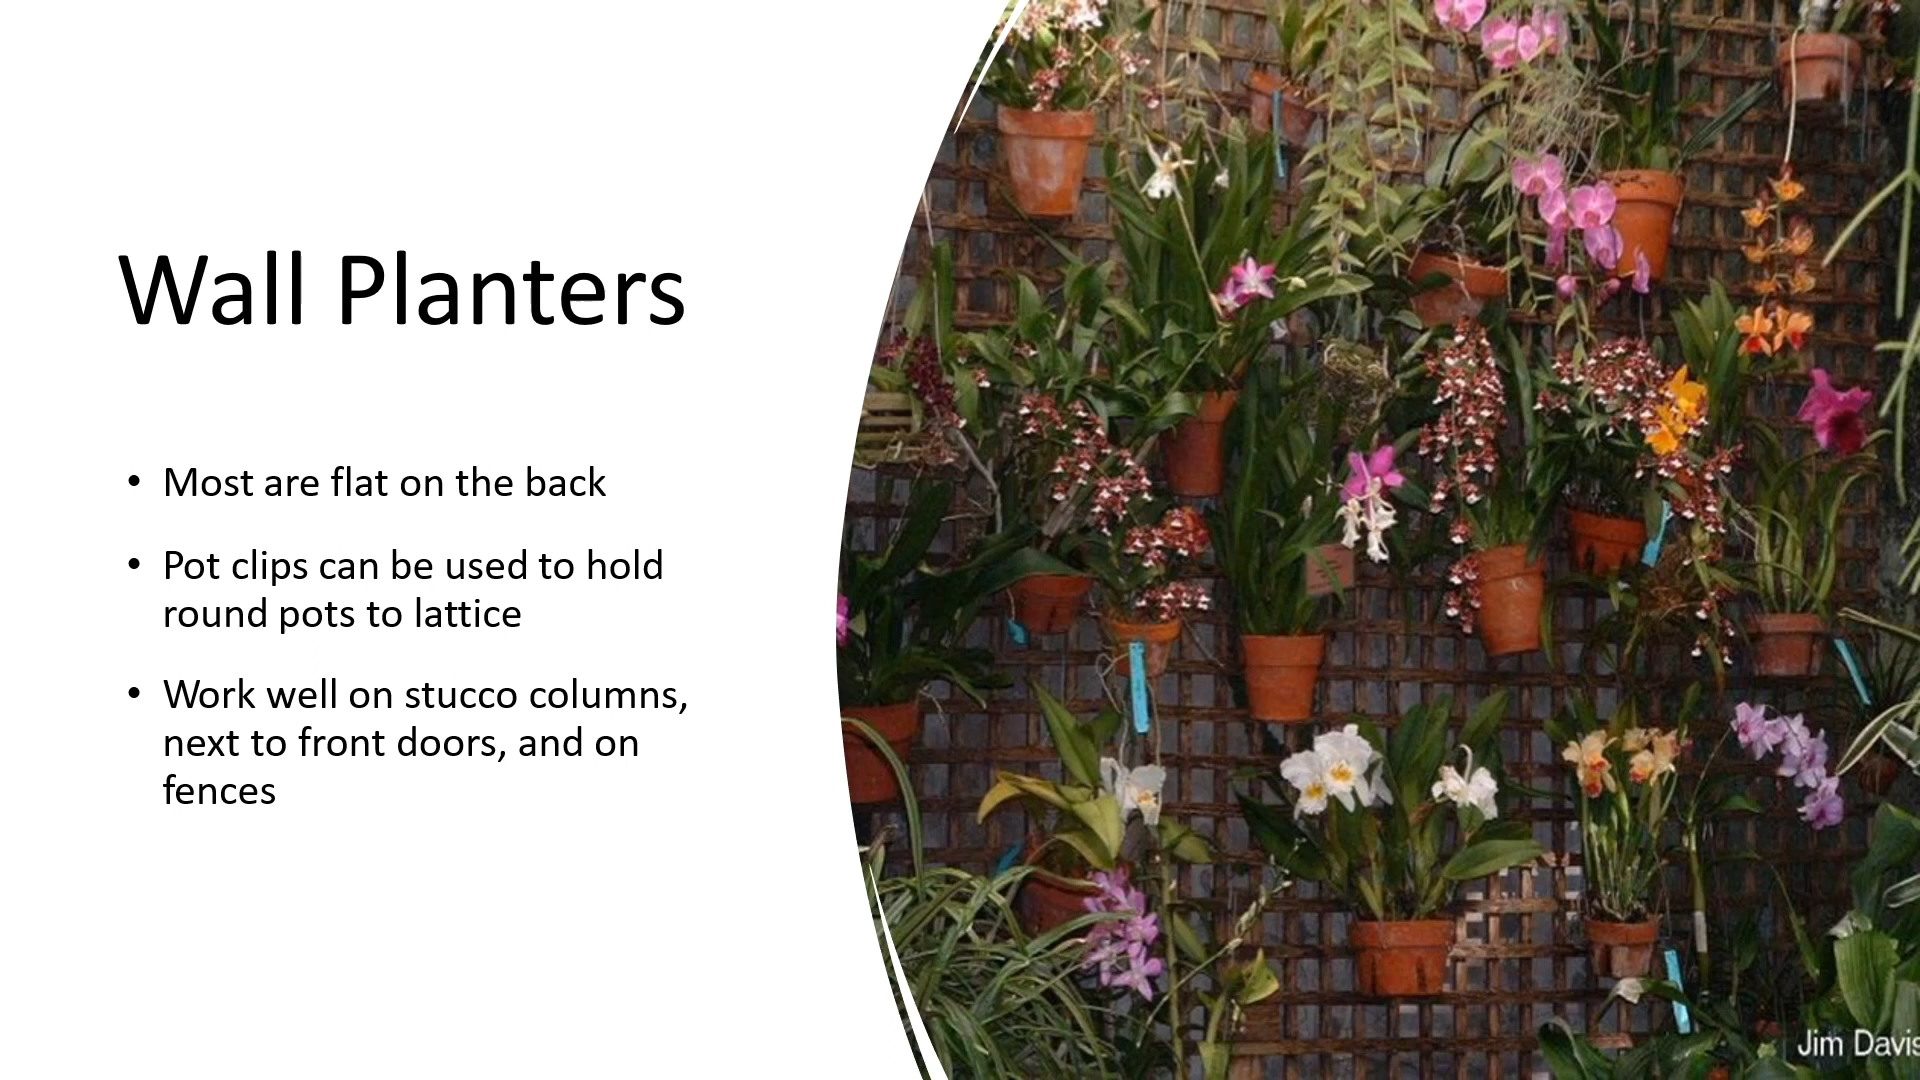 Wall Planters
• Most are flat on the back
• Pot clips can be used to hold
round pots to lattice
• Work well on stucco columns,
next to front doors, and on
fences
Jim Davis